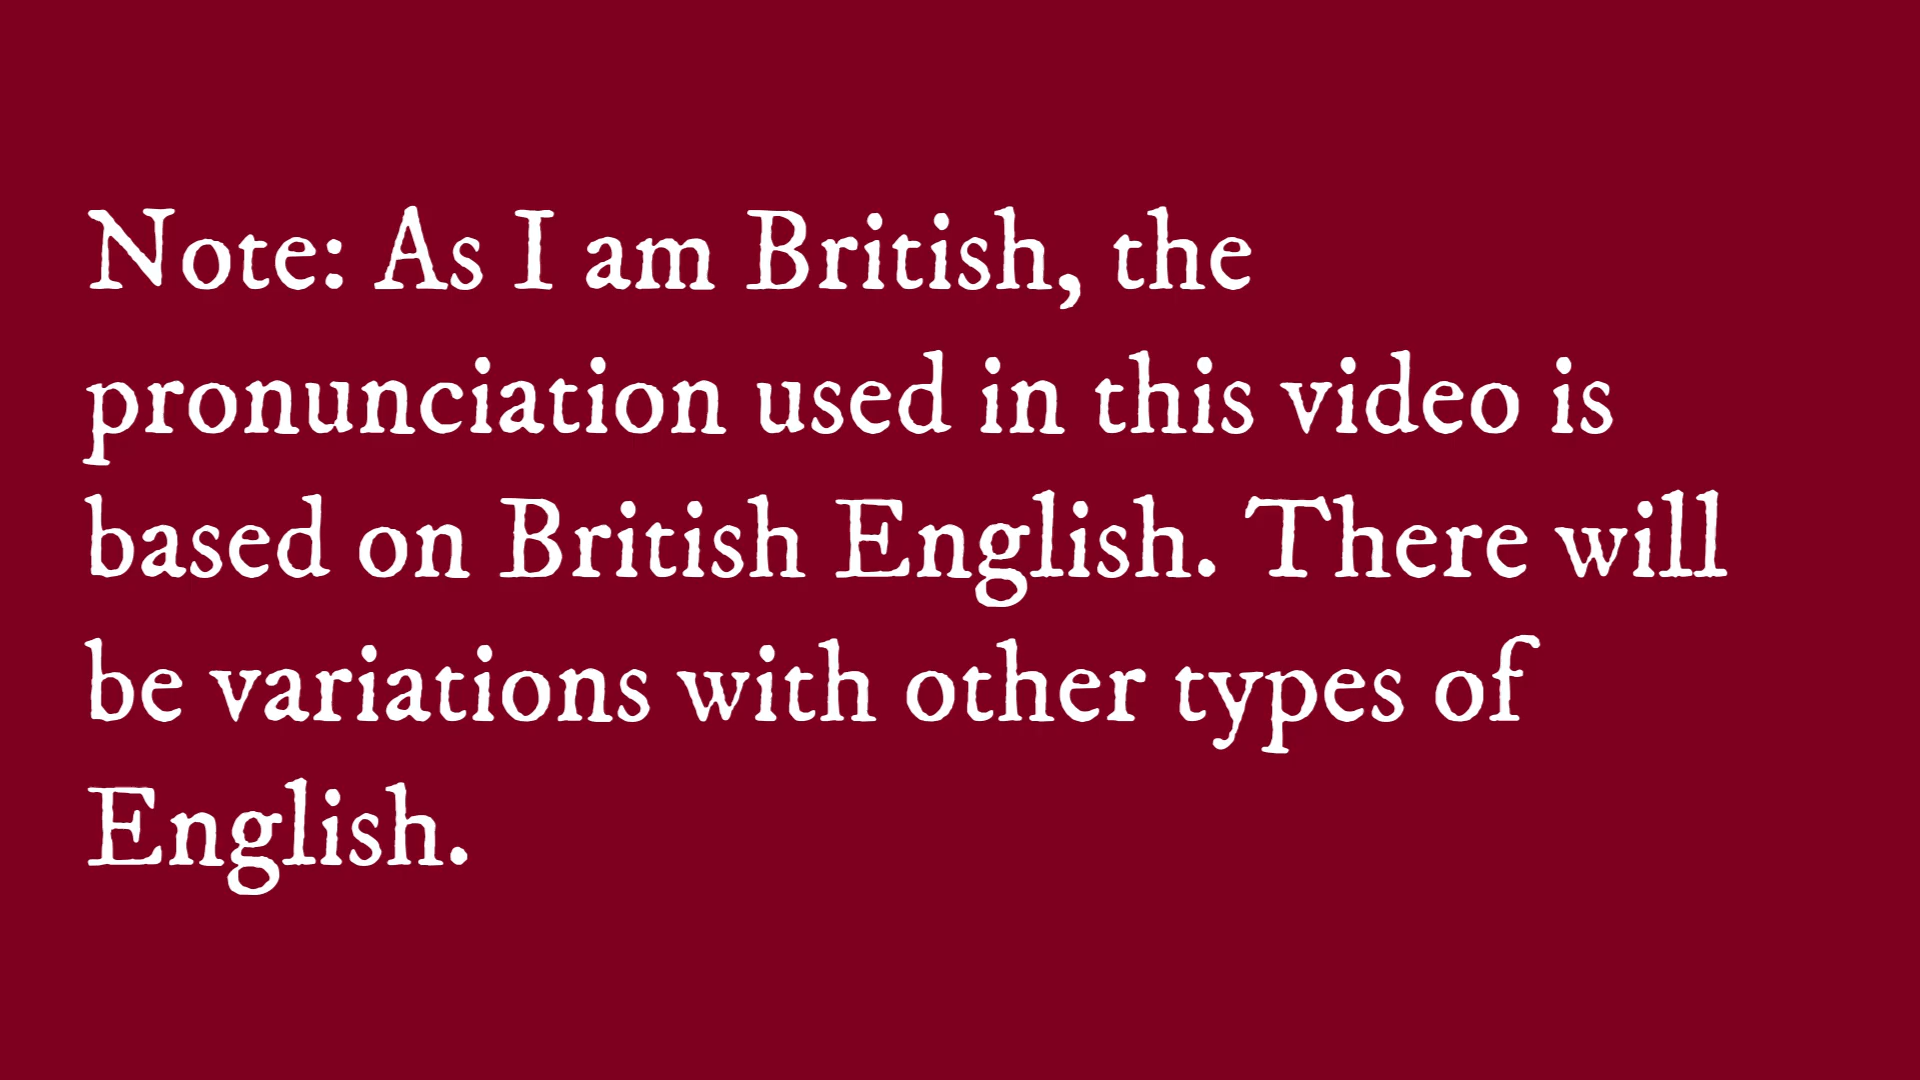 Note: As I am British, the
pronunciation used in this video is
based on British English. There will
be variations with other types of
English.